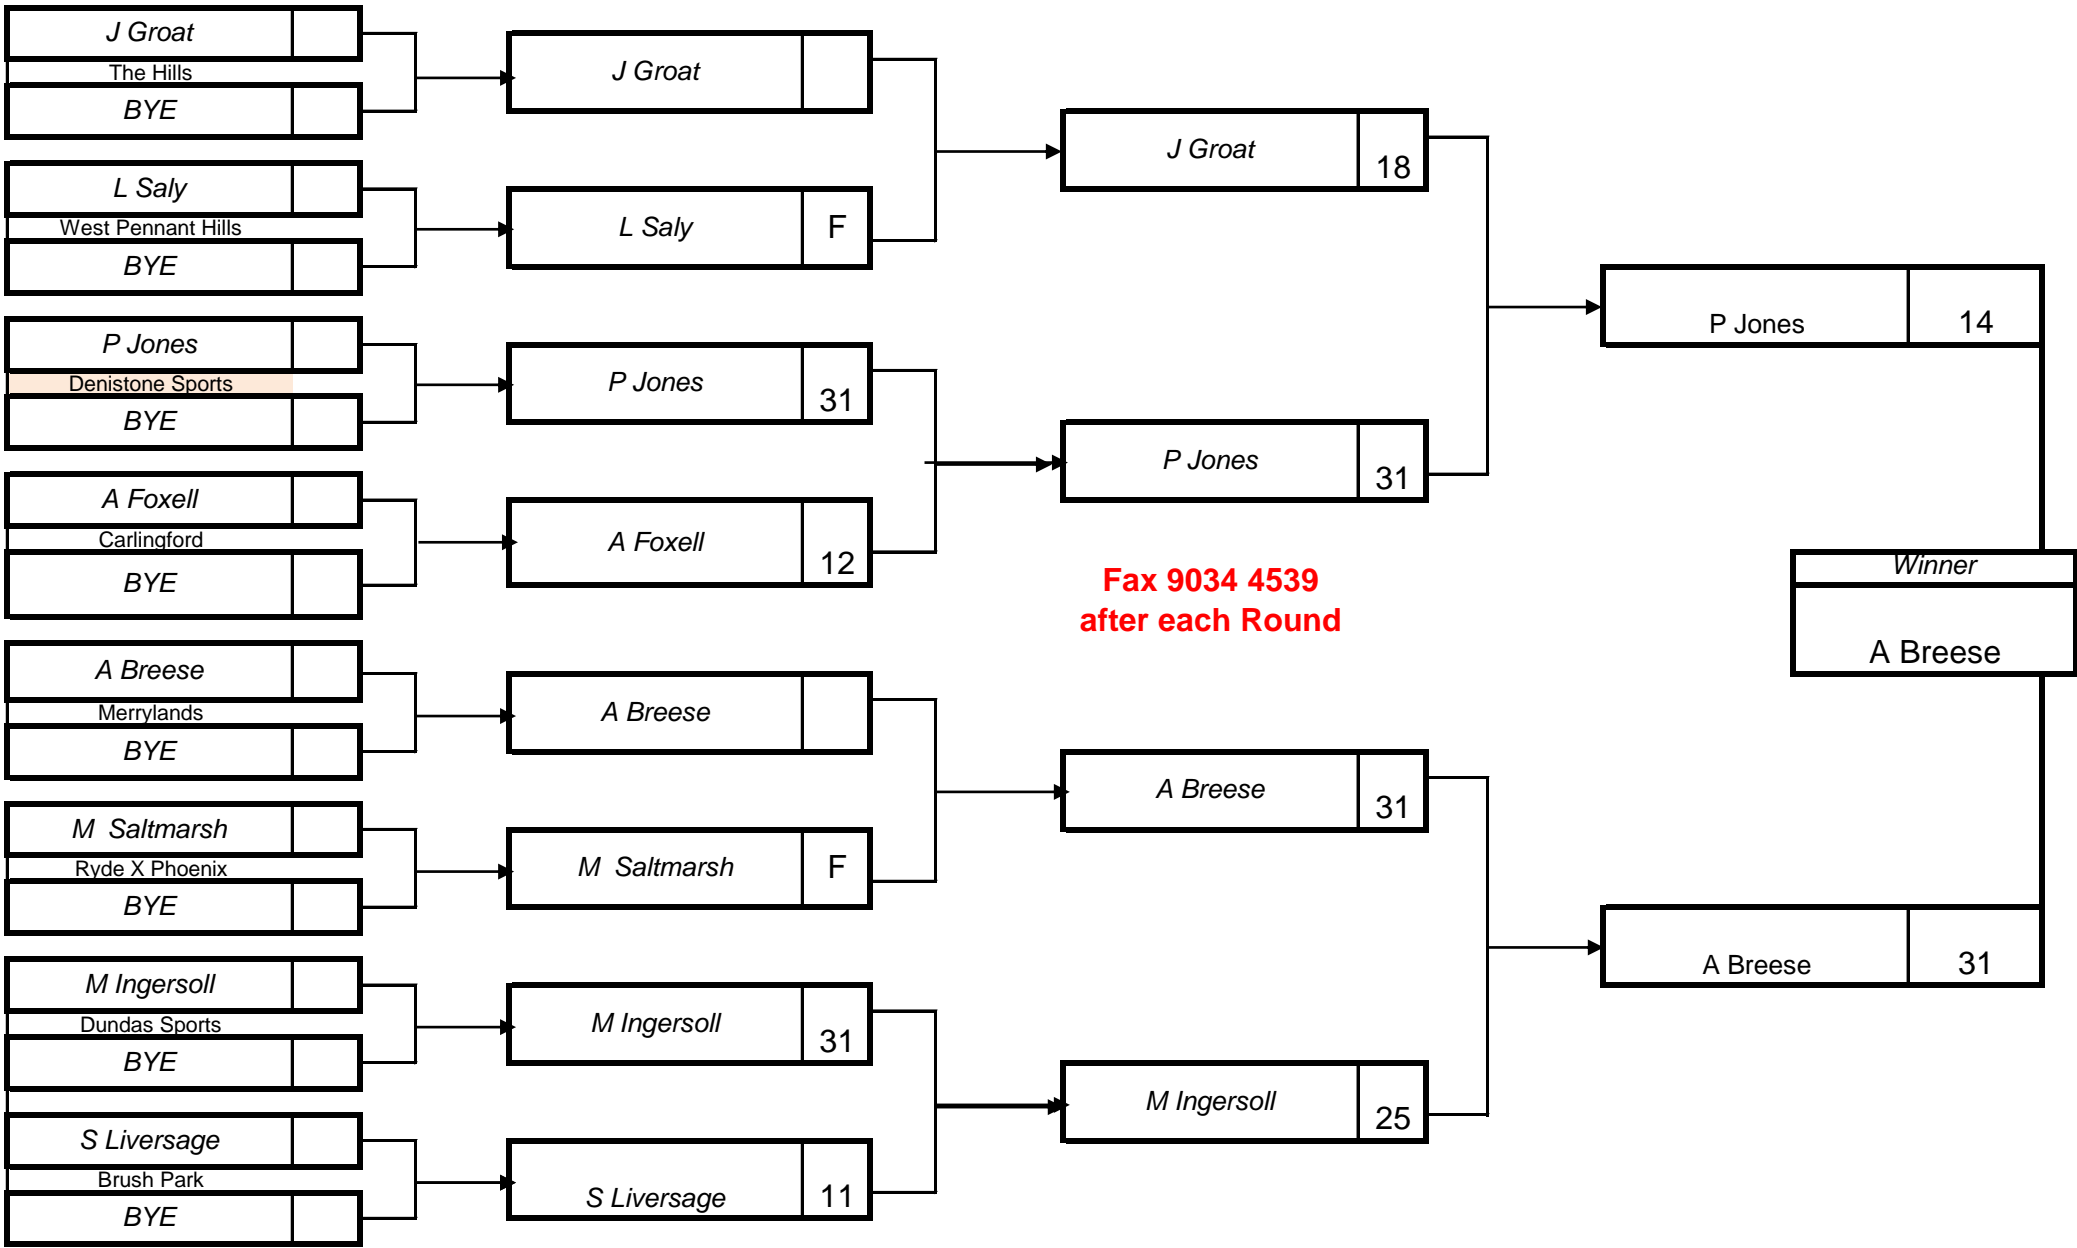 J Groat
The Hills
BYE
L Saly
West Pennant Hills
BYE
P Jones
Denistone Sports
BYE
A Foxell
Carlingford
BYE
A Breese
Merrylands
BYE
M  Saltmarsh
Ryde X Phoenix
BYE
M Ingersoll
Dundas Sports
BYE
S Liversage
Brush Park
BYE
J Groat
L Saly F
P Jones 31
A Foxell 12
A Breese
M  Saltmarsh F
M Ingersoll 31
S Liversage 11
J Groat 18
P Jones 31
Fax 9034 4539
after each Round
A Breese 31
M Ingersoll 25
P Jones 14
A Breese 31
Winner
A Breese